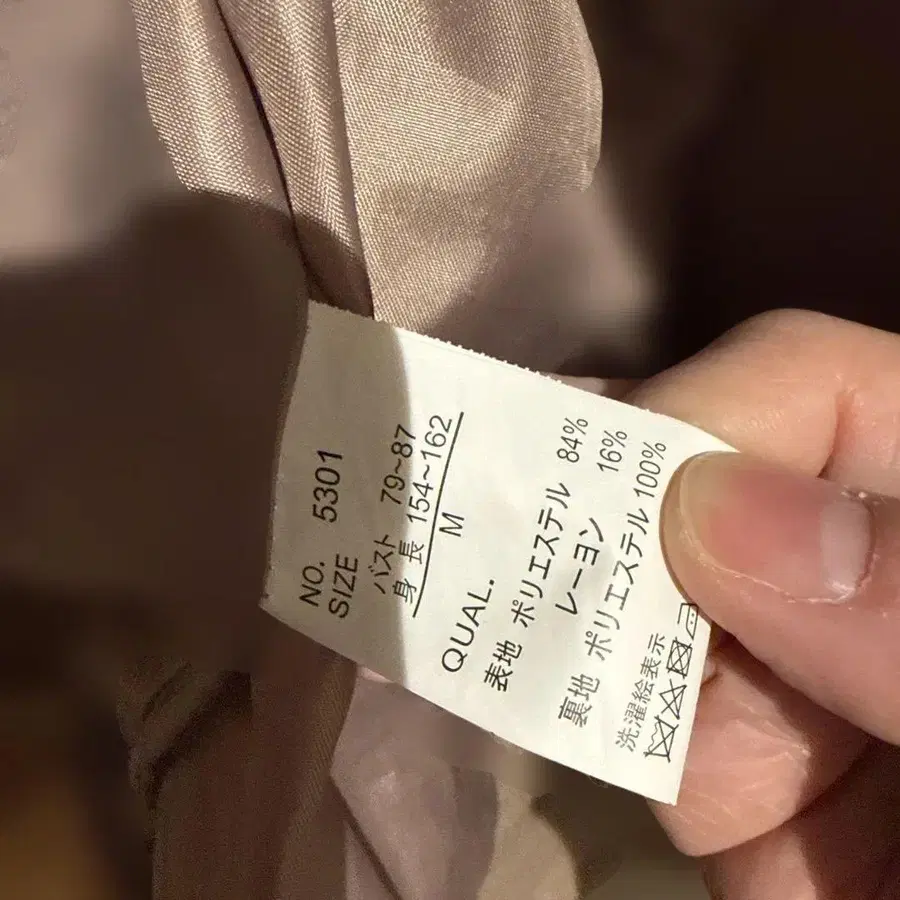 NO. 5301
SIZE
バスト 79~87
身長 154~162
M
QUAL.
表地 ポリエステル 84%
レーヨン 16%
裏地 ポリエステル 100%
洗濯絵表示